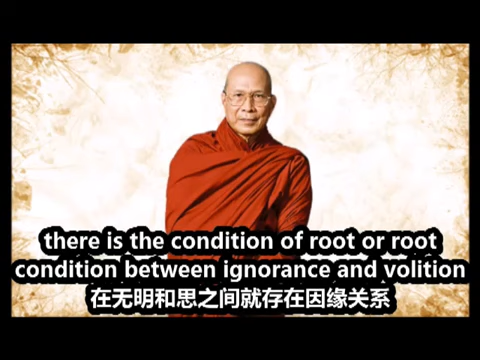 there is the condition of root or root
condition between ignorance and volition
在无明和思之间就存在因缘关系